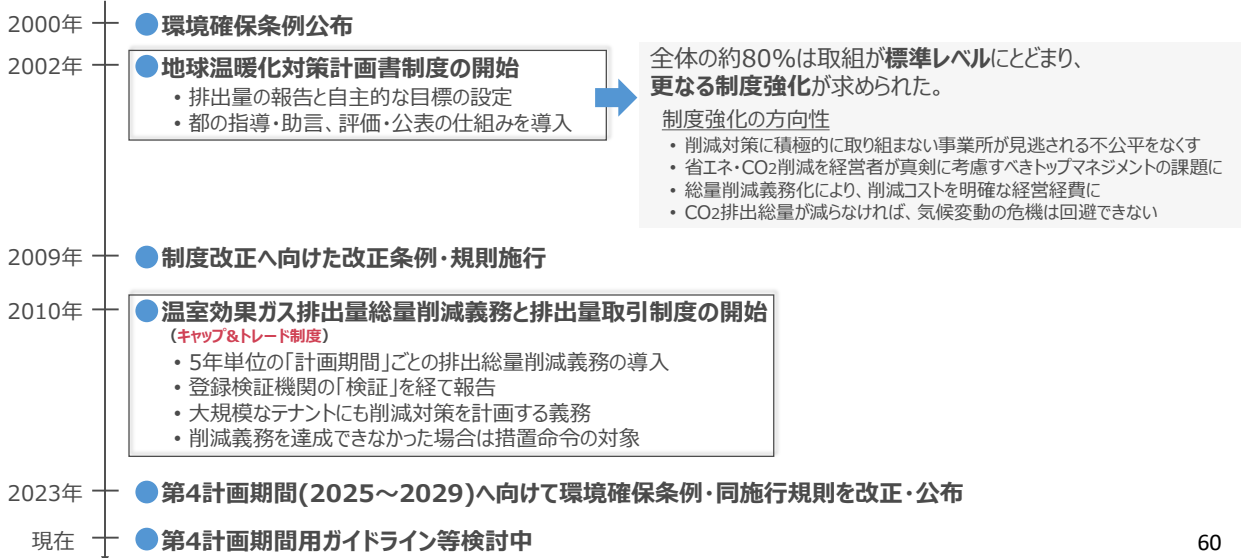 2000年
●環境確保条例公布
2002年
●地球温暖化対策計画書制度の開始
• 排出量の報告と自主的な目標の設定
• 都の指導・助言、評価・公表の仕組みを導入
全体の約80%は取組が標準レベルにとどまり、
更なる制度強化が求められた。
制度強化の方向性
• 削減対策に積極的に取り組まない事業所が見逃される不公平をなくす
• 省エネ・CO2削減を経営者が真剣に考慮すべきトップマネジメントの課題に
• 総量削減義務化により、削減コストを明確な経営経費に
• CO2排出総量が減らなければ、気候変動の危機は回避できない
2009年
●制度改正へ向けた改正条例・規則施行
2010年
●温室効果ガス排出量総量削減義務と排出量取引制度の開始
(キャップ&トレード制度)
• 5年単位の「計画期間」ごとの排出総量削減義務の導入
• 登録検証機関の「検証」を経て報告
• 大規模なテナントにも削減対策を計画する義務
• 削減義務を達成できなかった場合は措置命令の対象
2023年
●第4計画期間(2025~2029)へ向けて環境確保条例・同施行規則を改正・公布
現在
●第4計画期間用ガイドライン等検討中
60